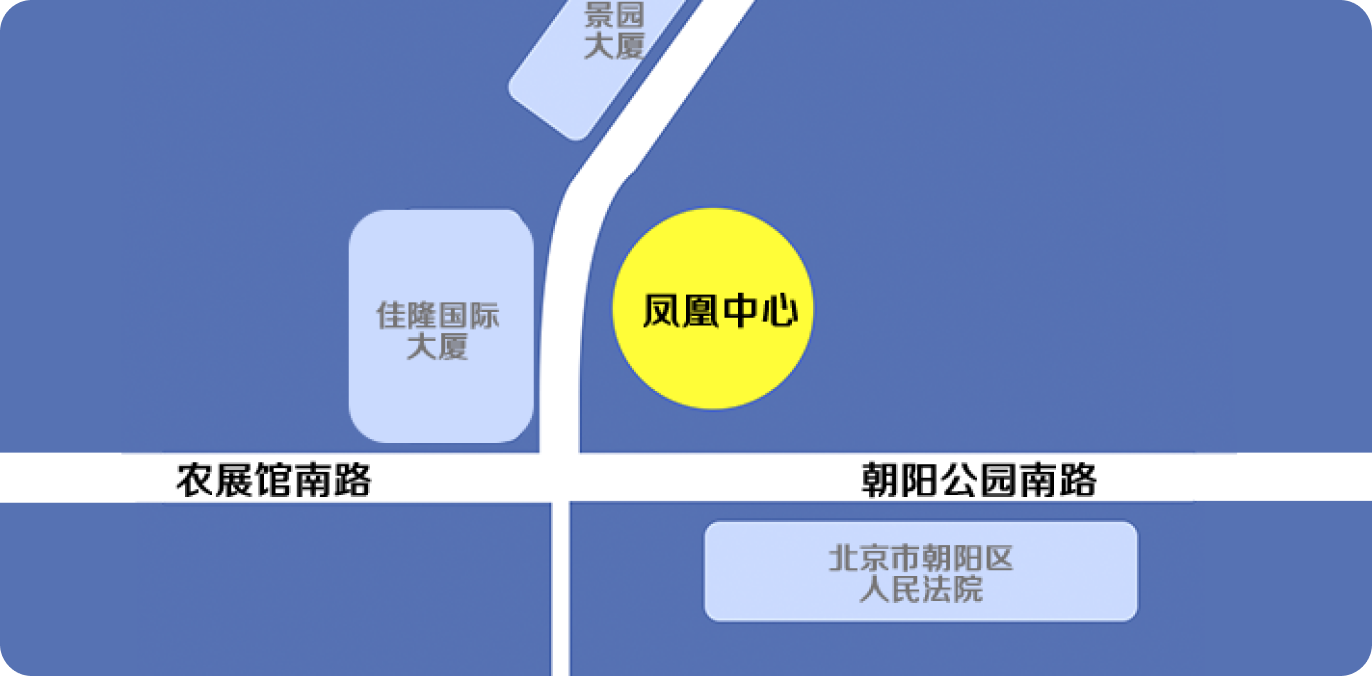 景园
大厦
凤凰中心
佳隆国际
大厦
农展馆南路
朝阳公园南路
北京市朝阳区
人民法院